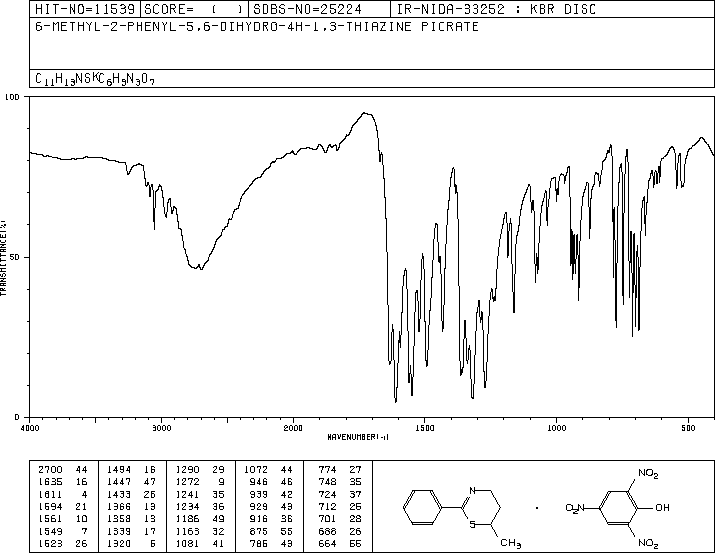 HIT-NO=11539 SCORE= ( ) SDBS-NO=25224 IR-NIDA-33252 : KBR DISC
6-METHYL-2-PHENYL-5,6-DIHYDRO-4H-1,3-THIAZINE PICRATE
C11H13NS·C6H3N3O7
100
50
0
TRANSMITTANCE(%)
4000 3000 2000 1500 1000 500
WAVENUMBER(-1)
2700 44 1494 16 1290 29 1072 44 774 27
1635 16 1447 47 1272 9 946 46 748 35
1611 4 1433 26 1241 35 939 42 724 37
1594 21 1366 13 1234 36 929 43 712 25
1561 10 1358 13 1186 49 916 36 701 28
1549 7 1339 17 1163 32 875 55 688 26
1523 26 1320 5 1081 41 786 49 664 55
N
S
CH3
NO2
O2N
OH
NO2